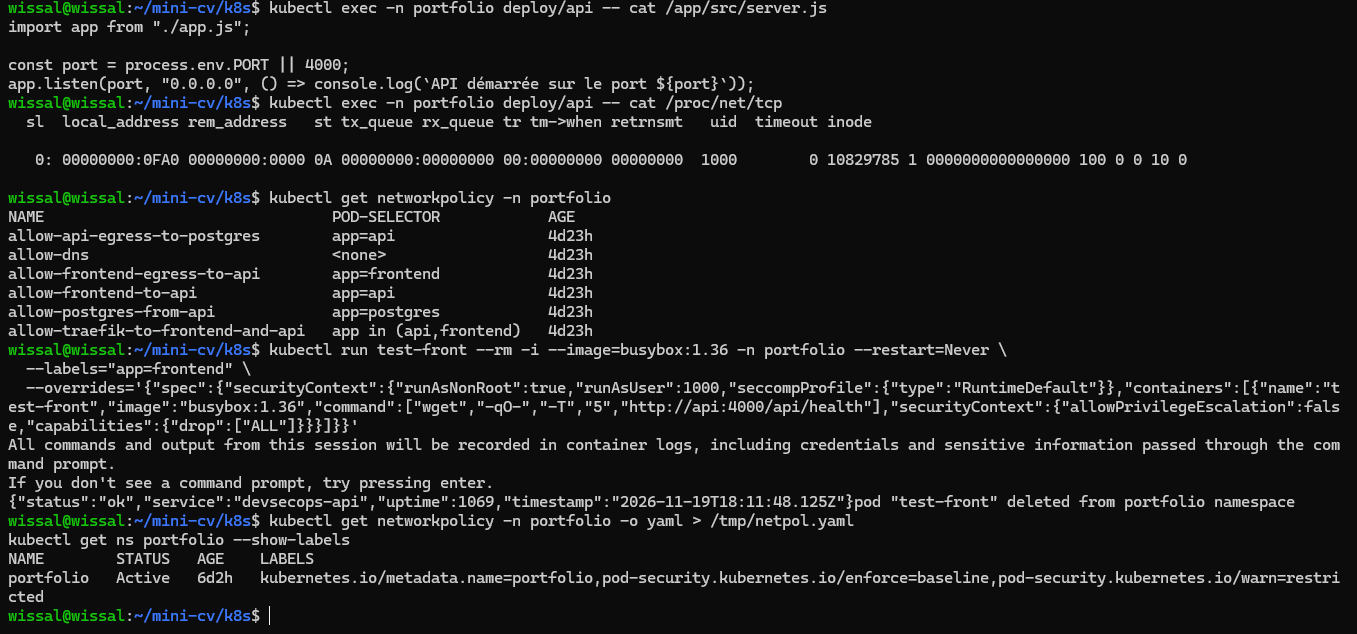 wissal@wissal:~/mini-cv/k8s$ kubectl exec -n portfolio deploy/api -- cat /app/src/server.js
import app from "./app.js";
const port = process.env.PORT || 4000;
app.listen(port, "0.0.0.0", () => console.log(`API démarrée sur le port ${port}`));
wissal@wissal:~/mini-cv/k8s$ kubectl exec -n portfolio deploy/api -- cat /proc/net/tcp
  sl  local_address rem_address   st tx_queue rx_queue tr tm->when retrnsmt   uid  timeout inode
   0: 00000000:0FA0 00000000:0000 0A 00000000:00000000 00:00000000 00000000  1000        0 10829785 1 0000000000000000 100 0 0 10 0
wissal@wissal:~/mini-cv/k8s$ kubectl get networkpolicy -n portfolio
NAME                              POD-SELECTOR              AGE
allow-api-egress-to-postgres      app=api                   4d23h
allow-dns                         <none>                    4d23h
allow-frontend-egress-to-api      app=frontend              4d23h
allow-frontend-to-api             app=api                   4d23h
allow-postgres-from-api           app=postgres              4d23h
allow-traefik-to-frontend-and-api   app in (api,frontend)   4d23h
wissal@wissal:~/mini-cv/k8s$ kubectl run test-front --rm -i --image=busybox:1.36 -n portfolio --restart=Never \
  --labels="app=frontend" \
  --overrides='{"spec":{"securityContext":{"runAsNonRoot":true,"runAsUser":1000,"seccompProfile":{"type":"RuntimeDefault"}},"containers":[{"name":"t
est-front","image":"busybox:1.36","command":["wget","-qO-","-T","5","http://api:4000/api/health"],"securityContext":{"allowPrivilegeEscalation":fals
e,"capabilities":{"drop":["ALL"]}}}]}}'
All commands and output from this session will be recorded in container logs, including credentials and sensitive information passed through the com
mand prompt.
If you don't see a command prompt, try pressing enter.
{"status":"ok","service":"devsecops-api","uptime":1069,"timestamp":"2026-11-19T18:11:48.125Z"}pod "test-front" deleted from portfolio namespace
wissal@wissal:~/mini-cv/k8s$ kubectl get networkpolicy -n portfolio -o yaml > /tmp/netpol.yaml
kubectl get ns portfolio --show-labels
NAME        STATUS   AGE    LABELS
portfolio   Active   6d2h   kubernetes.io/metadata.name=portfolio,pod-security.kubernetes.io/enforce=baseline,pod-security.kubernetes.io/warn=restri
cted
wissal@wissal:~/mini-cv/k8s$